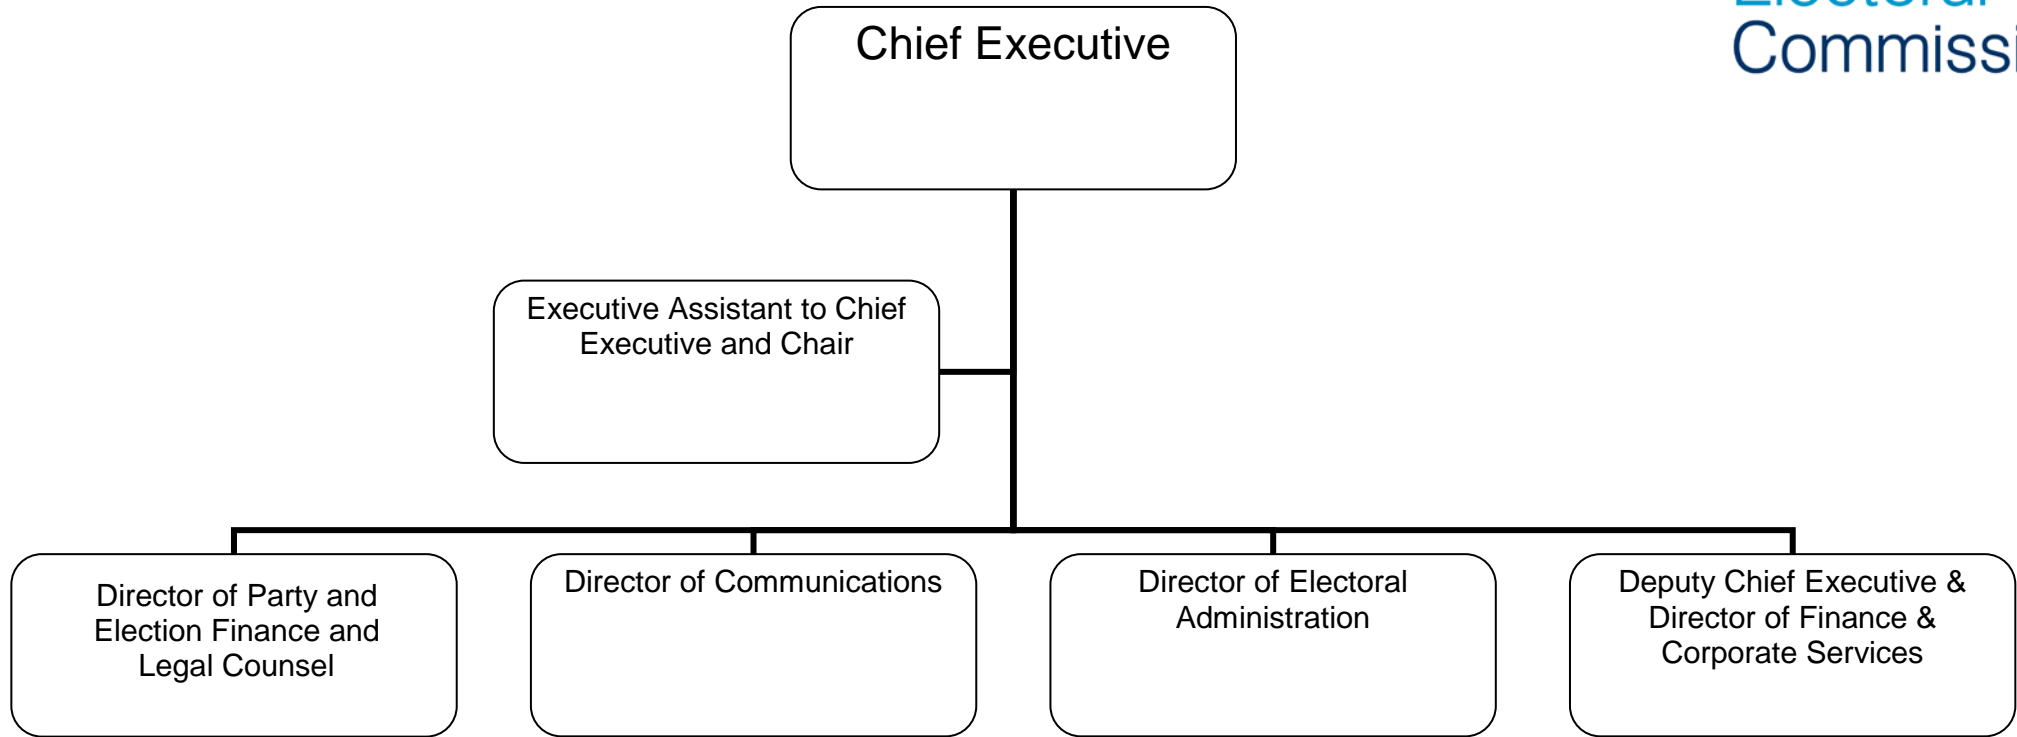 Chief Executive
Commissi
Executive Assistant to Chief
Executive and Chair
Director of Party and
Election Finance and
Legal Counsel
Director of Communications
Director of Electoral
Administration
Deputy Chief Executive &
Director of Finance &
Corporate Services